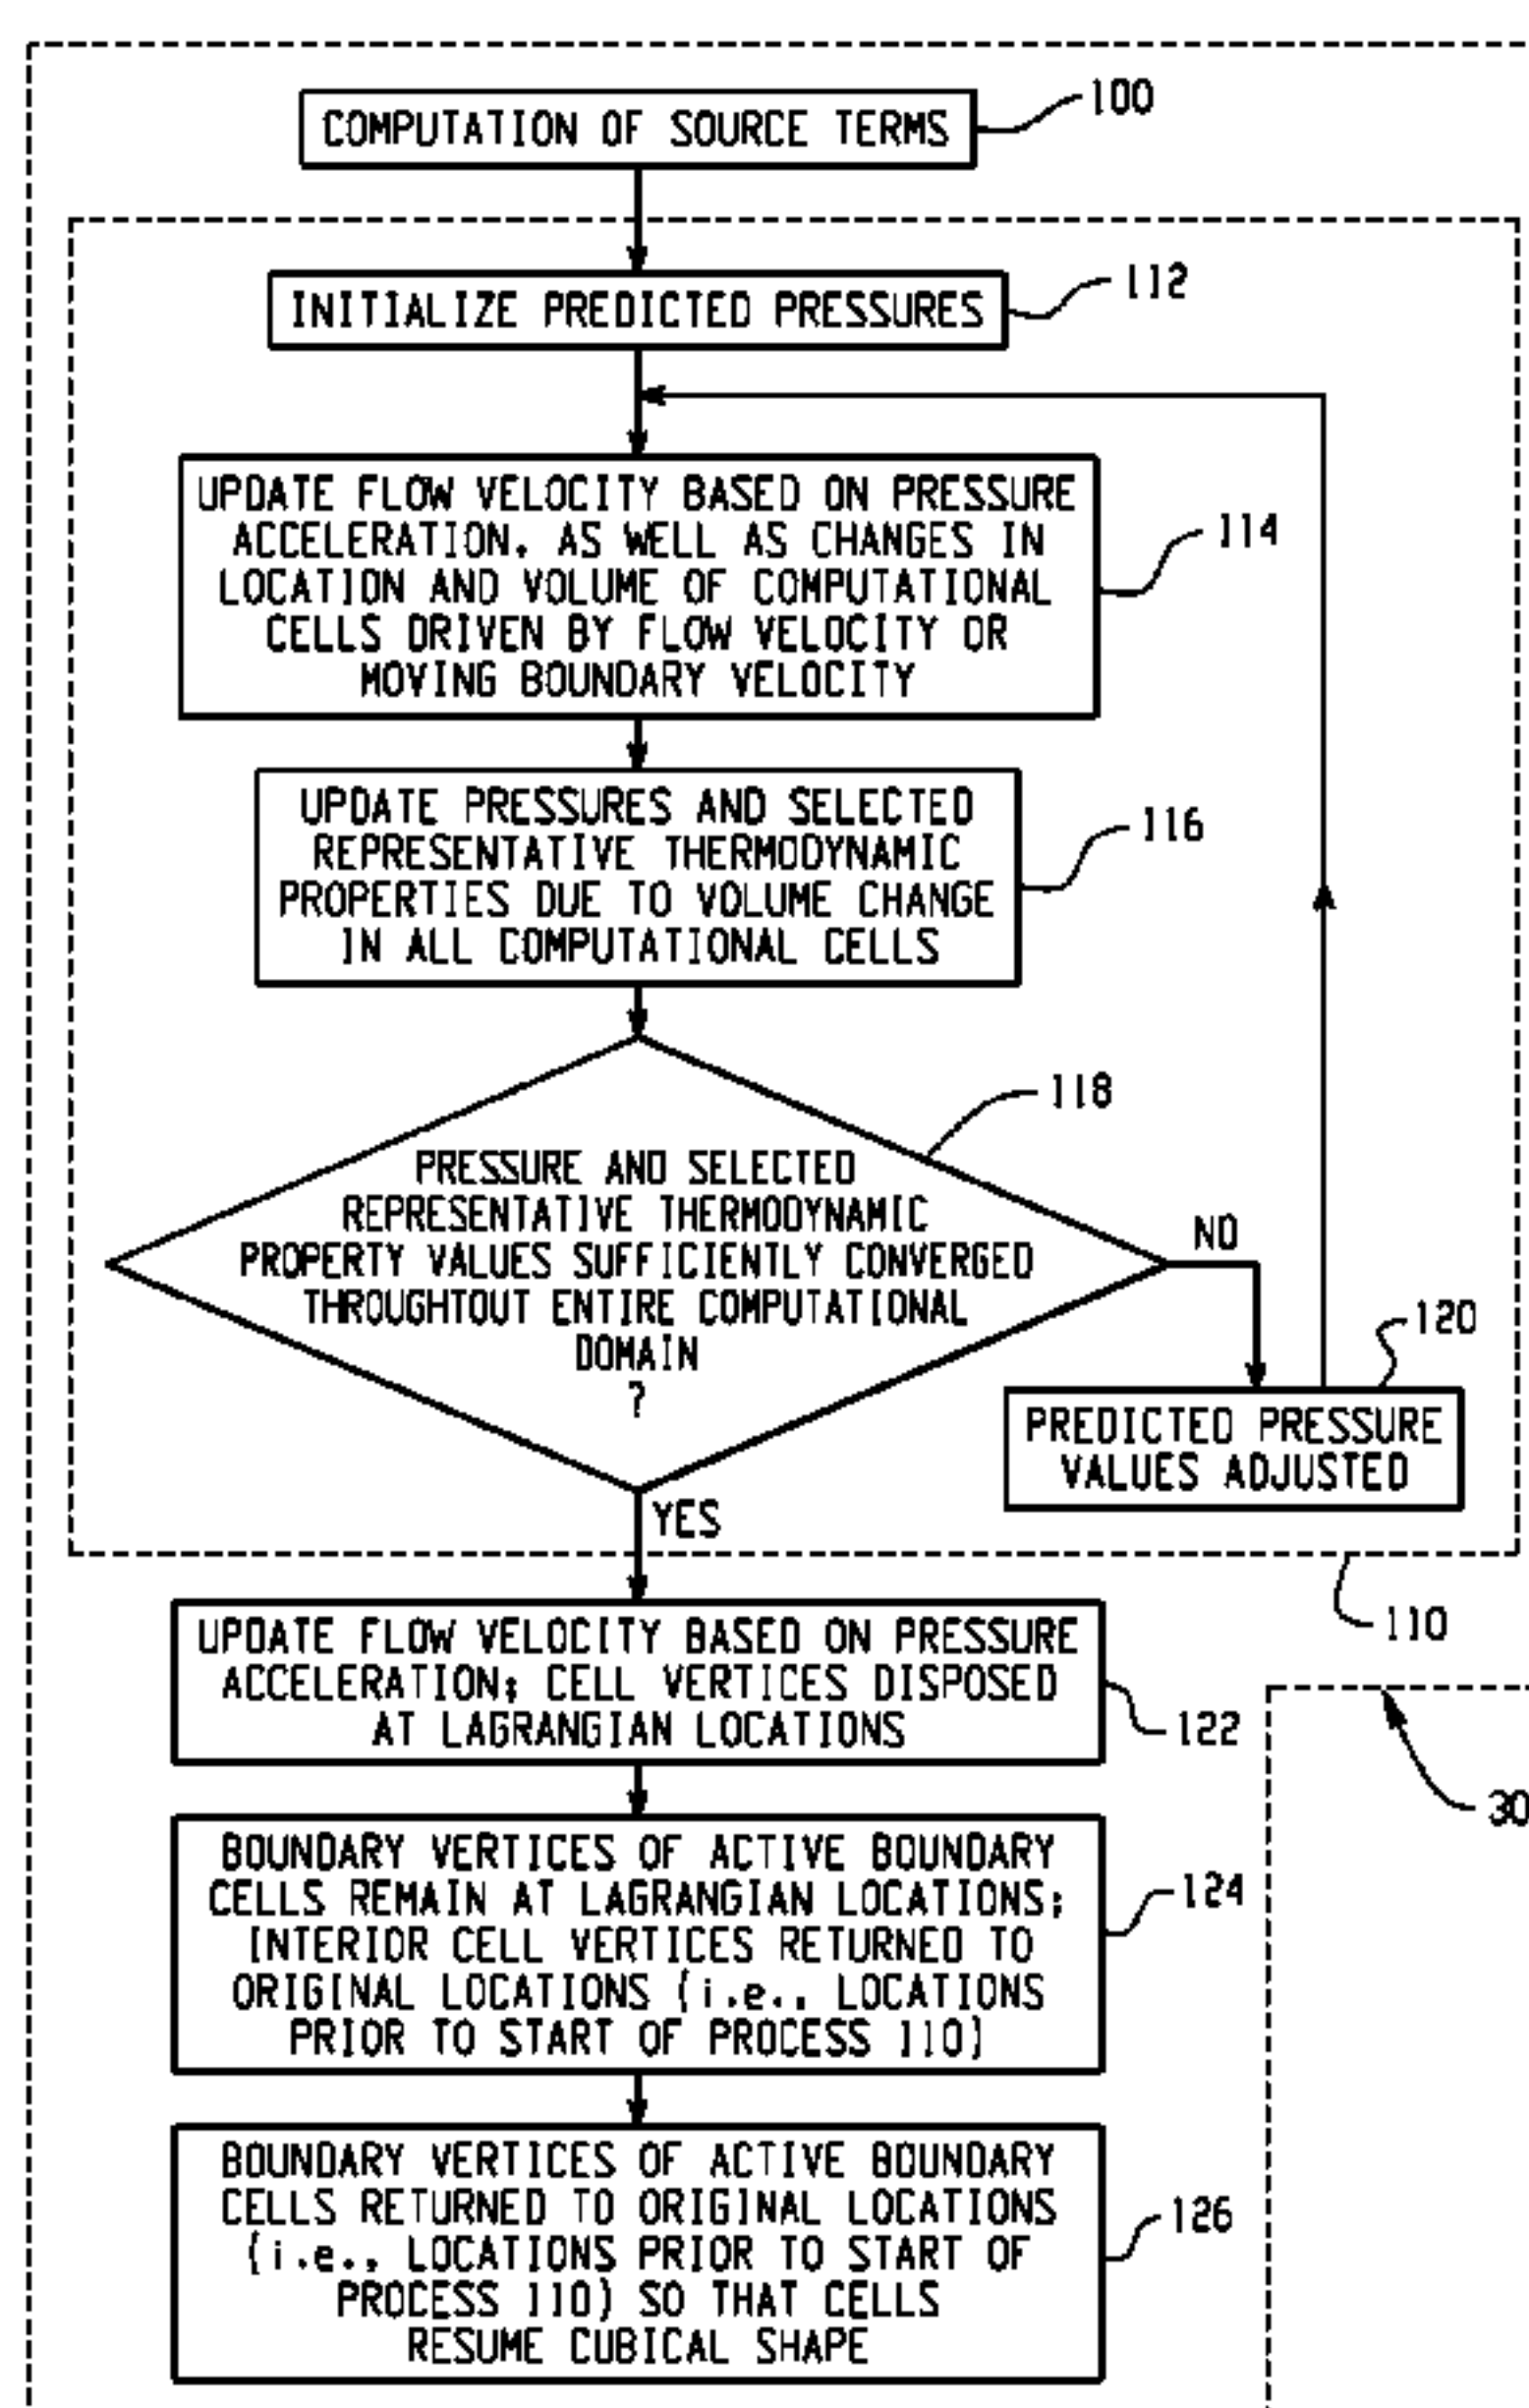 COMPUTATION OF SOURCE TERMS
100
INITIALIZE PREDICTED PRESSURES
112
UPDATE FLOW VELOCITY BASED ON PRESSURE
ACCELERATION, AS WELL AS CHANGES IN
LOCATION AND VOLUME OF COMPUTATIONAL
CELLS DRIVEN BY FLOW VELOCITY OR
MOVING BOUNDARY VELOCITY
114
UPDATE PRESSURES AND SELECTED
REPRESENTATIVE THERMODYNAMIC
PROPERTIES DUE TO VOLUME CHANGE
IN ALL COMPUTATIONAL CELLS
116
118
PRESSURE AND SELECTED
REPRESENTATIVE THERMODYNAMIC
PROPERTY VALUES SUFFICIENTLY CONVERGED
THROUGHTOUT ENTIRE COMPUTATIONAL
DOMAIN
?
NO
120
PREDICTED PRESSURE
VALUES ADJUSTED
YES
110
UPDATE FLOW VELOCITY BASED ON PRESSURE
ACCELERATION; CELL VERTICES DISPOSED
AT LAGRANGIAN LOCATIONS
122
30
BOUNDARY VERTICES OF ACTIVE BOUNDARY
CELLS REMAIN AT LAGRANGIAN LOCATIONS;
INTERIOR CELL VERTICES RETURNED TO
ORIGINAL LOCATIONS (i.e., LOCATIONS
PRIOR TO START OF PROCESS 110)
124
BOUNDARY VERTICES OF ACTIVE BOUNDARY
CELLS RETURNED TO ORIGINAL LOCATIONS
(i.e., LOCATIONS PRIOR TO START OF
PROCESS 110) SO THAT CELLS
RESUME CUBICAL SHAPE
126